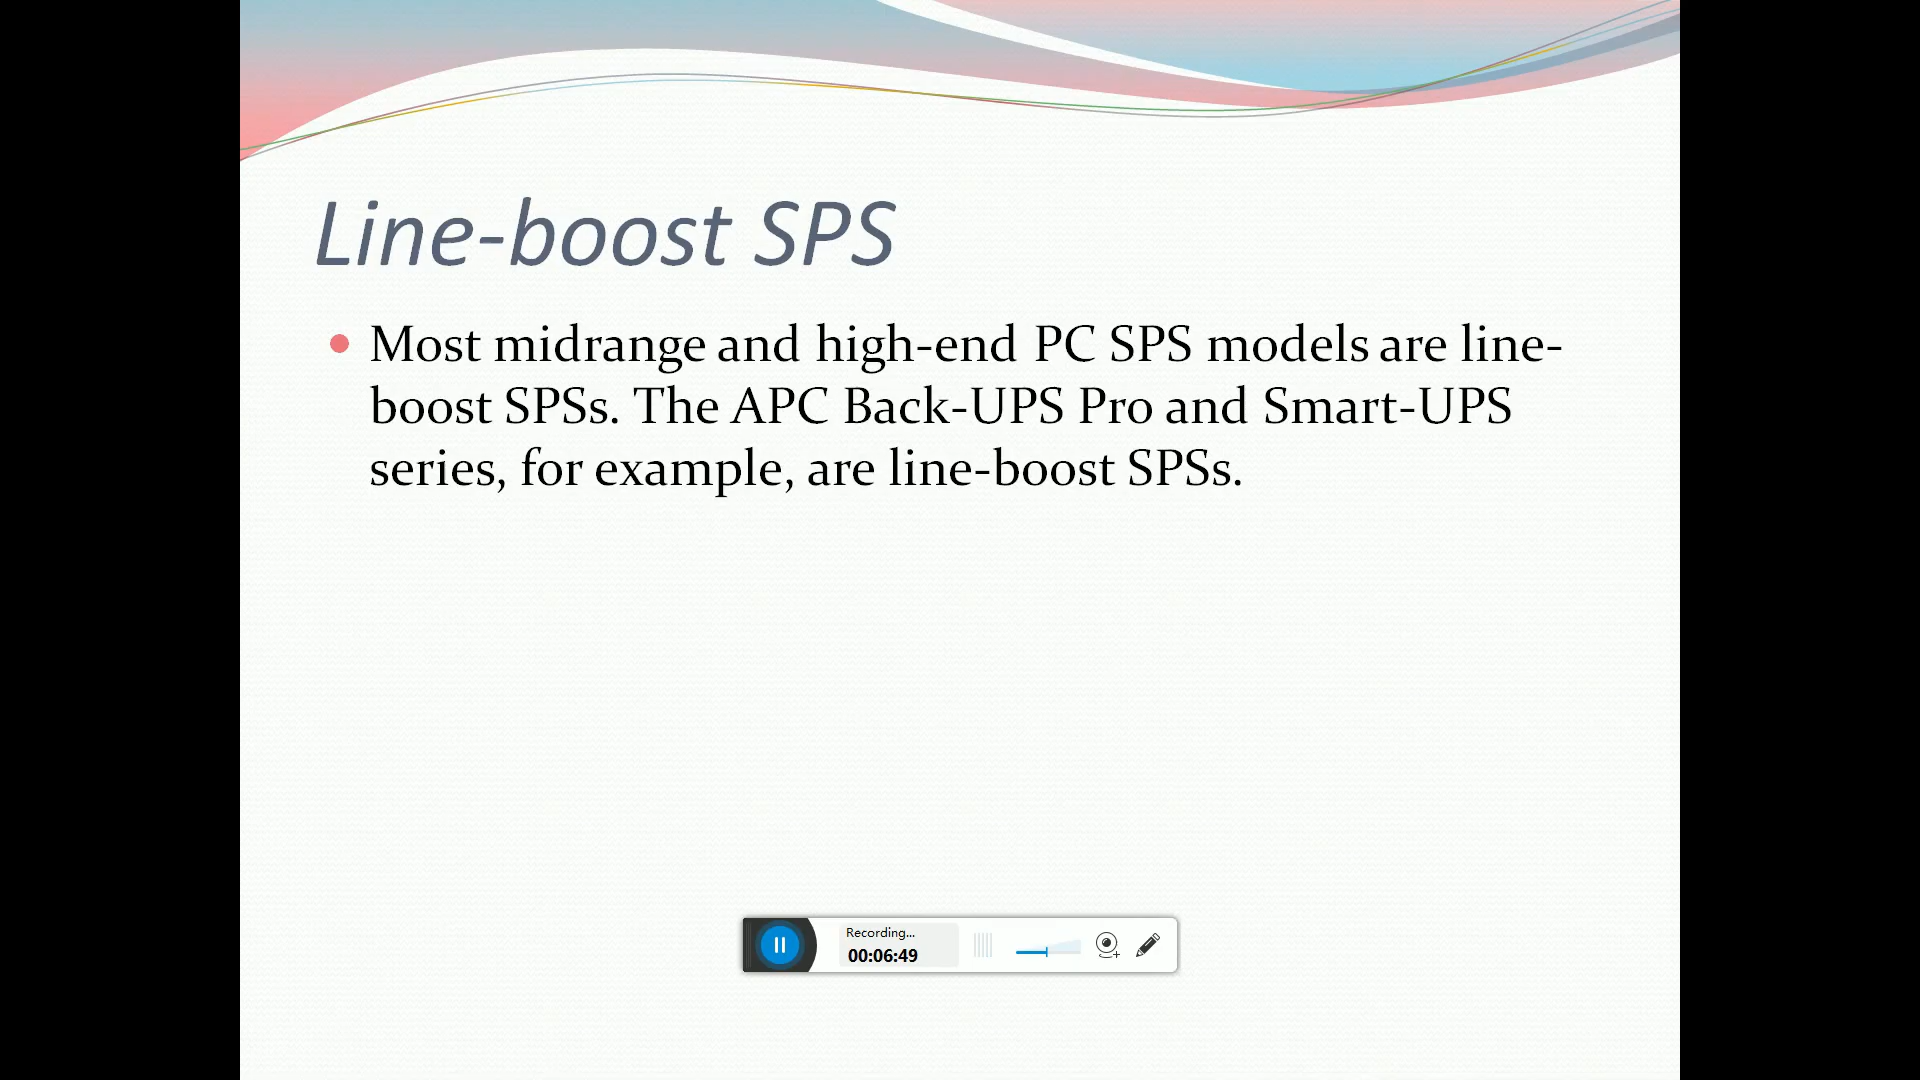 Line-boost SPS
Most midrange and high-end PC SPS models are line-
boost SPSs. The APC Back-UPS Pro and Smart-UPS
series, for example, are line-boost SPSs.
Recording...
00:06:49